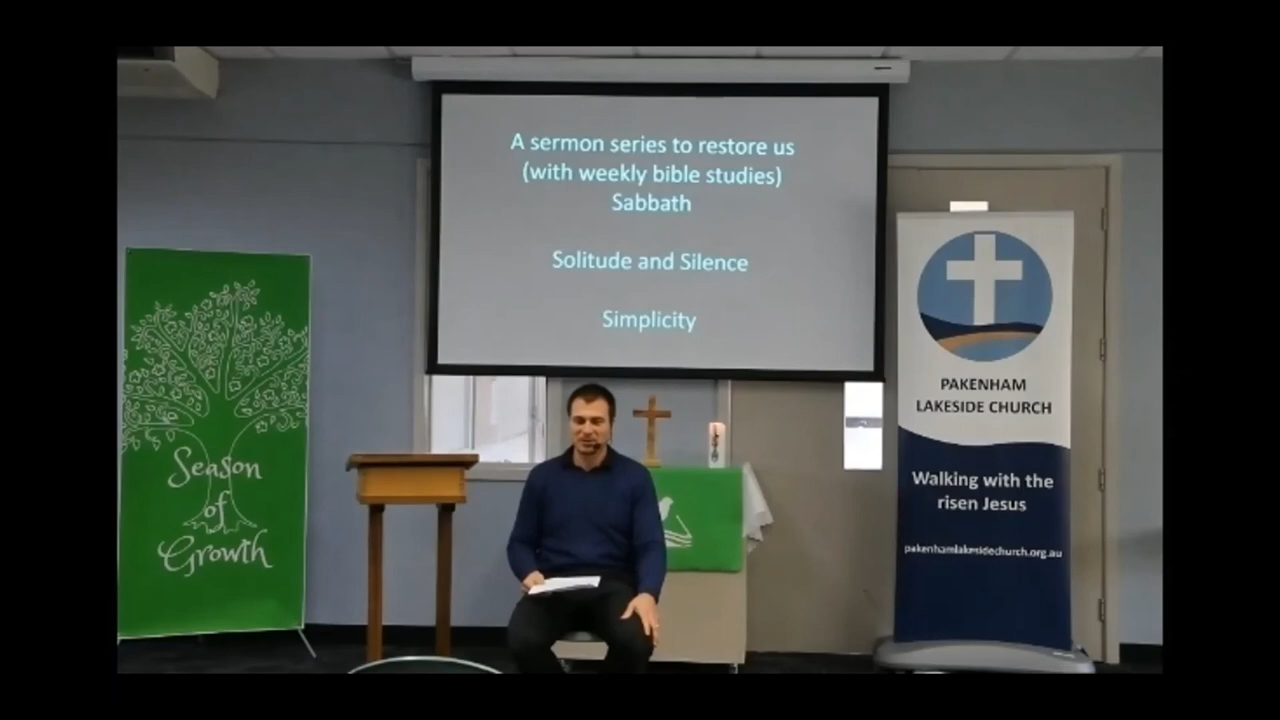 A sermon series to restore us
(with weekly bible studies)
Sabbath
Solitude and Silence
Simplicity
Season
of
Growth
PAKENHAM
LAKESIDE CHURCH
Walking with the
risen Jesus
pakenhamlakesidechurch.org.au